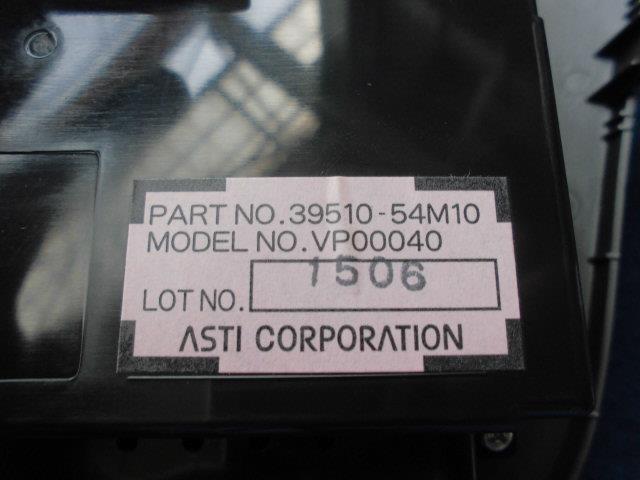 PART NO.39510-54M10
MODEL NO.VP00040
LOT NO. 1506
ASTI CORPORATION